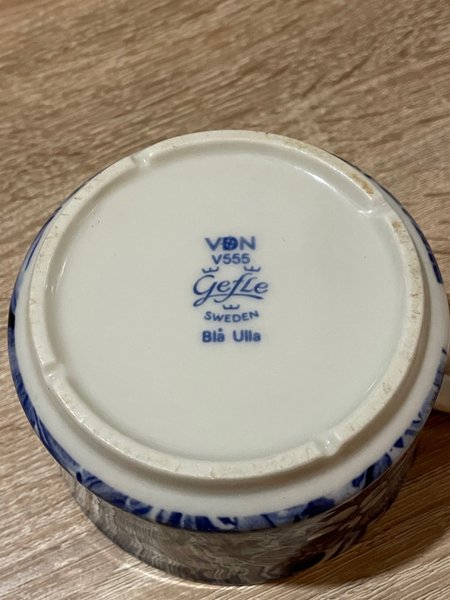 VDN
V555
Gefle
SWEDEN
Blå Ulla